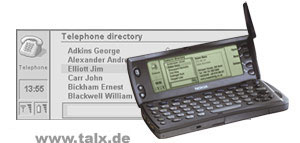 Telephone directory
Adkins George
Alexander Andre
Elliott Jim
Carr John
Bickham Ernest
Blackwell William
Telephone
13:55
NOKIA
www.talx.de